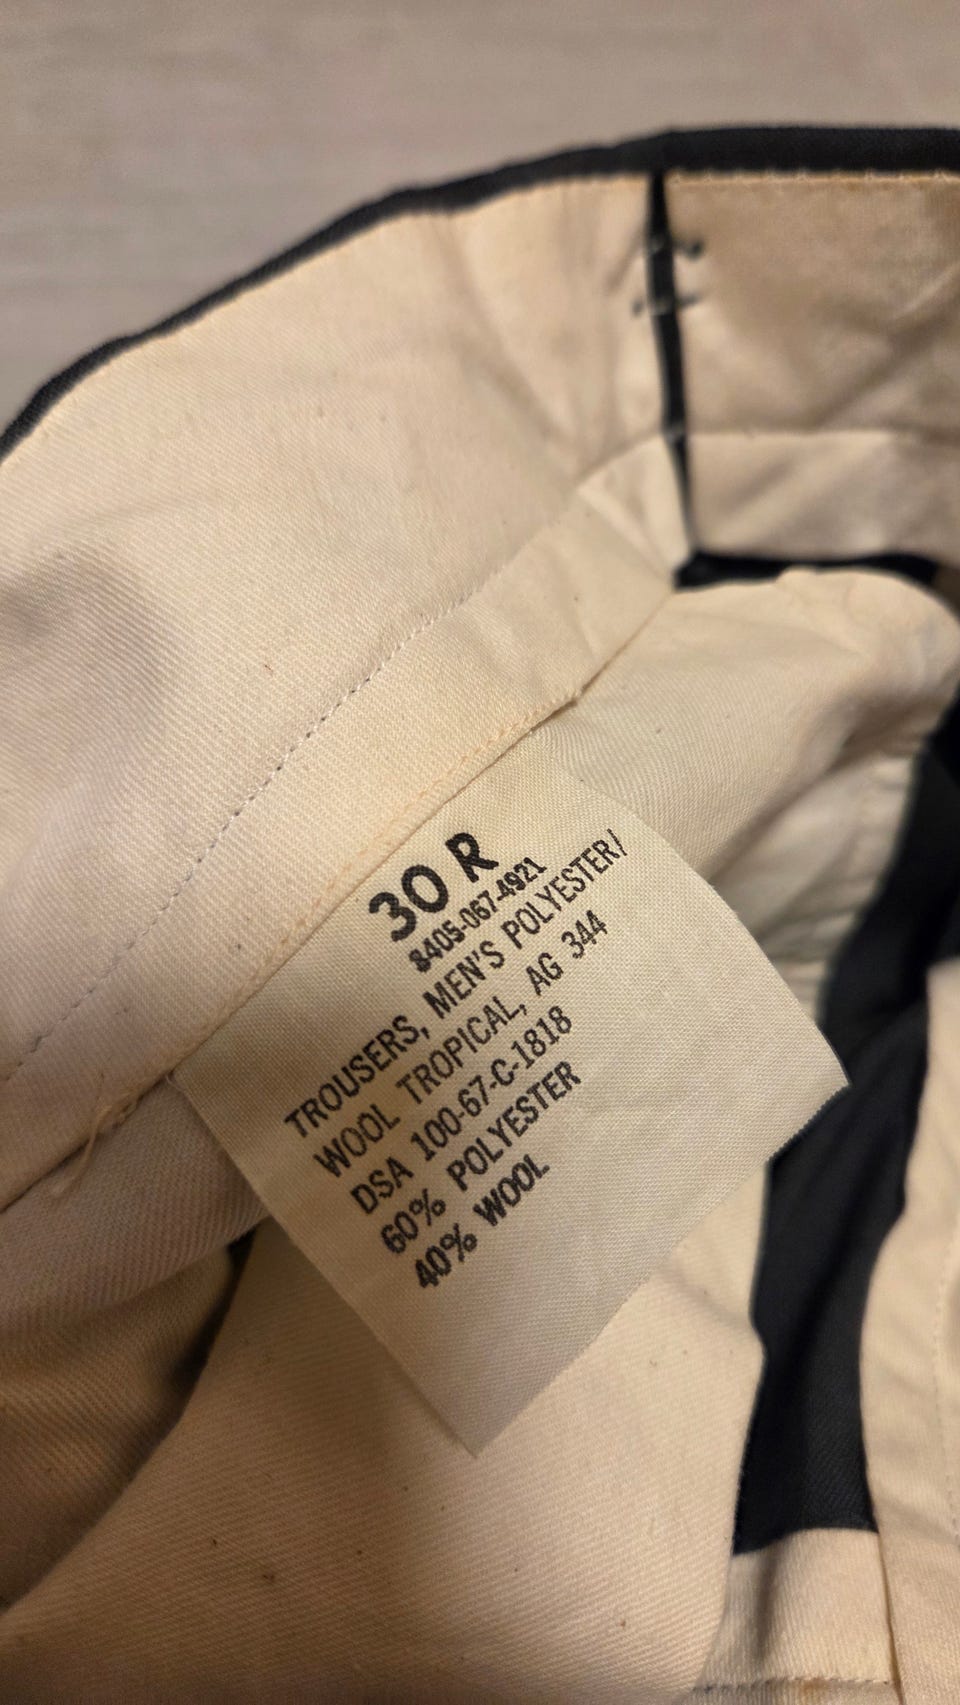 30 R
8405-067-4921
TROUSERS, MEN'S POLYESTER/
WOOL TROPICAL, AG 344
DSA 100-67-C-1818
60% POLYESTER
40% WOOL